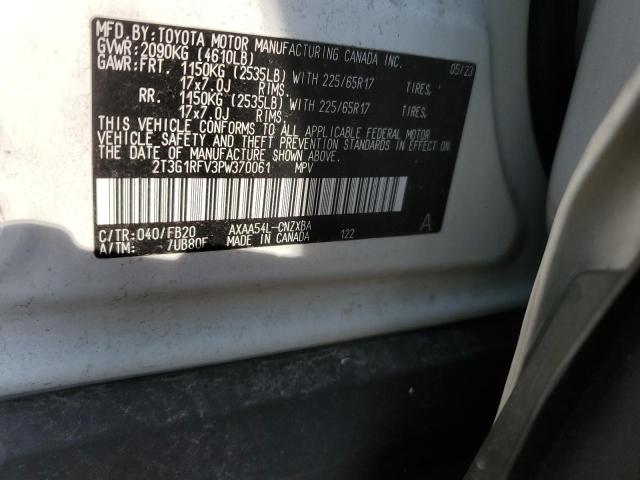 MFD. BY: TOYOTA MOTOR MANUFACTURING CANADA INC.
GVWR: 2090KG (4610LB) 05/23
GAWR: FRT. 1150KG (2535LB) WITH 225/65R17 TIRES.
17x7.0J RIMS.
RR. 1150KG (2535LB) WITH 225/65R17 TIRES.
17x7.0J RIMS.
THIS VEHICLE CONFORMS TO ALL APPLICABLE FEDERAL MOTOR
VEHICLE SAFETY AND THEFT PREVENTION STANDARDS IN EFFECT ON
THE DATE OF MANUFACTURE SHOWN ABOVE.
2T3G1RFV3PW370061 MPV
C/TR: 040/FB20 AXAA54L-CNZXBA A
A/TM: 7UB80F MADE IN CANADA 122